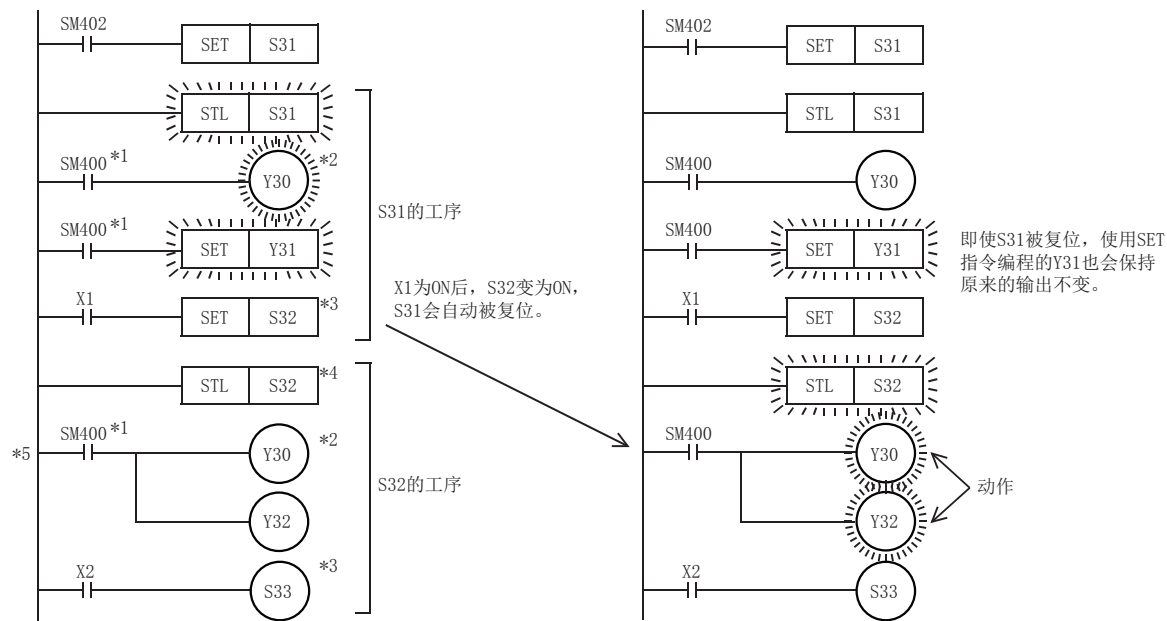 SM402
SET S31
STL S31
SM400 *1
Y30 *2
SM400 *1
SET Y31
X1
SET S32 *3
S31的工序
X1为ON后，S32变为ON，
S31会自动被复位。
STL S32 *4
*5 SM400 *1
Y30 *2
Y32
X2
S33 *3
S32的工序
SM402
SET S31
STL S31
SM400
Y30
SM400
SET Y31
即使S31被复位，使用SET
指令编程的Y31也会保持
原来的输出不变。
X1
SET S32
STL S32
SM400
Y30
Y32
动作
X2
S33